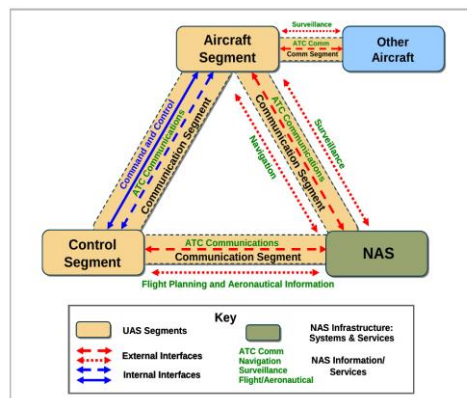 Surveillance
Aircraft
Segment
ATC Comm
Comm Segment
Other
Aircraft
Command and Control
ATC Communications
Communication Segment
Navigation
ATC Communications
Communication Segment
Surveillance
Control
Segment
ATC Communications
Communication Segment
NAS
Flight Planning and Aeronautical Information
Key
UAS Segments
NAS Infrastructure:
Systems & Services
External Interfaces
Internal Interfaces
ATC Comm
Navigation
Surveillance
Flight/Aeronautical
NAS Information/
Services